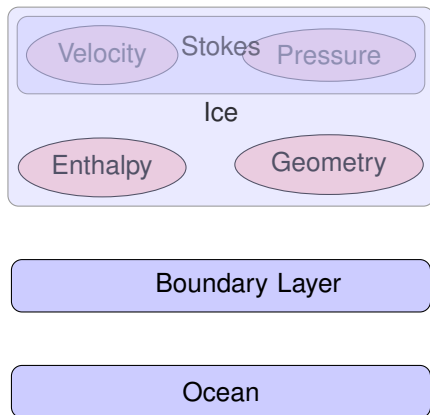 Velocity Stokes Pressure
Ice
Enthalpy Geometry
Boundary Layer
Ocean